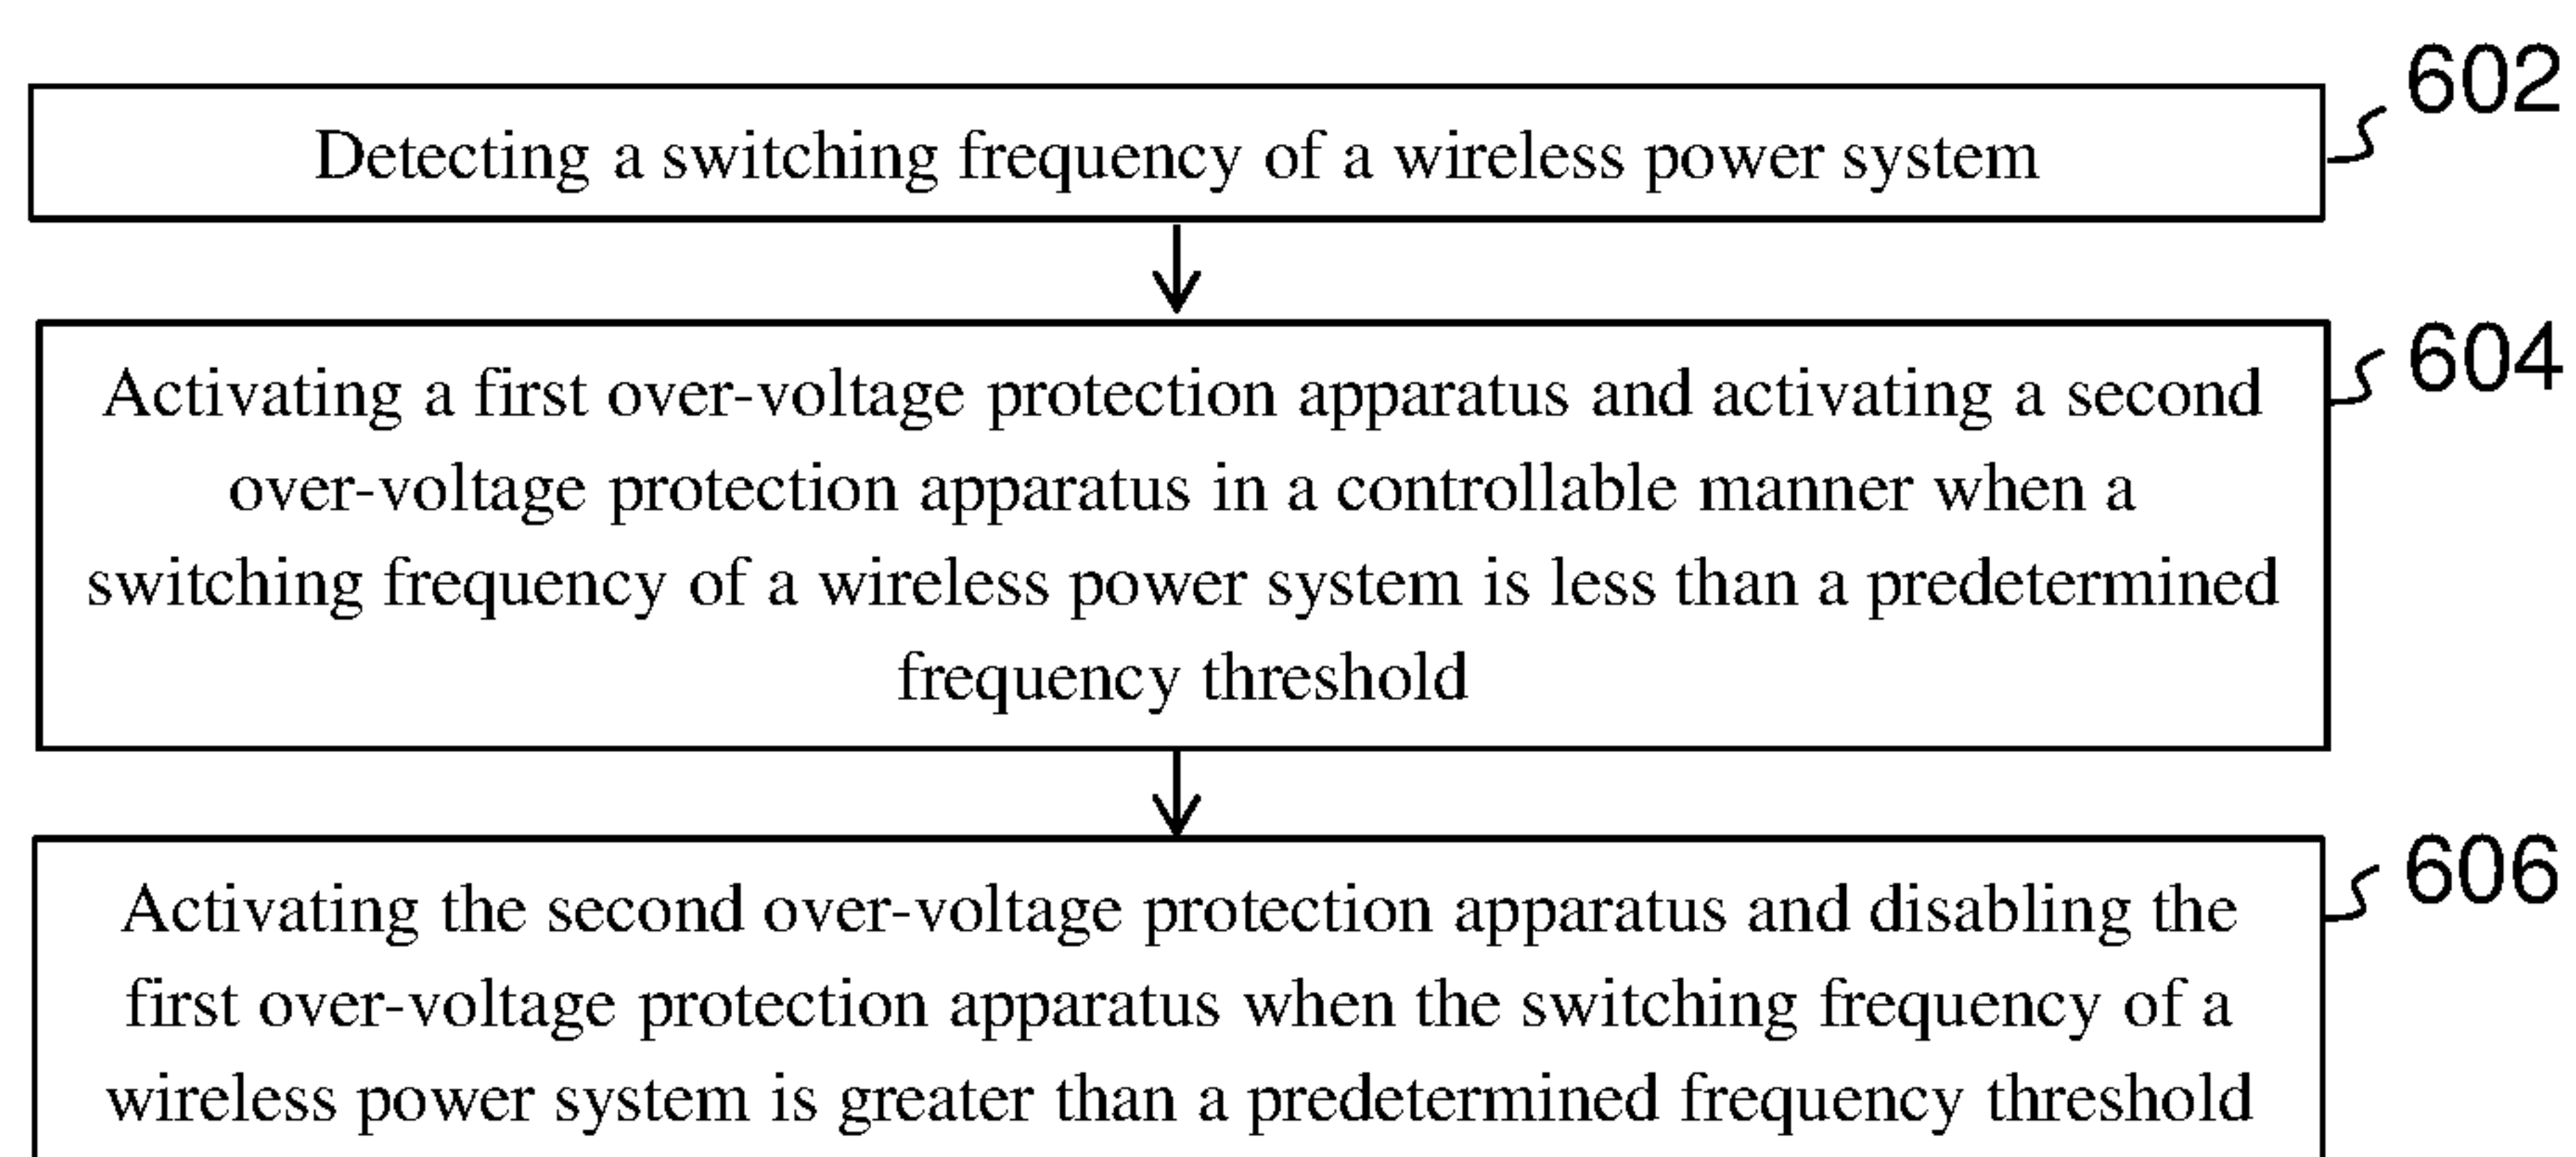 602
Detecting a switching frequency of a wireless power system
604
Activating a first over-voltage protection apparatus and activating a second
over-voltage protection apparatus in a controllable manner when a
switching frequency of a wireless power system is less than a predetermined
frequency threshold
606
Activating the second over-voltage protection apparatus and disabling the
first over-voltage protection apparatus when the switching frequency of a
wireless power system is greater than a predetermined frequency threshold